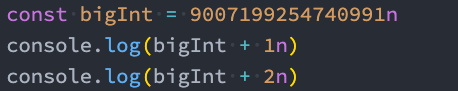 const bigInt = 9007199254740991n
console.log(bigInt + 1n)
console.log(bigInt + 2n)